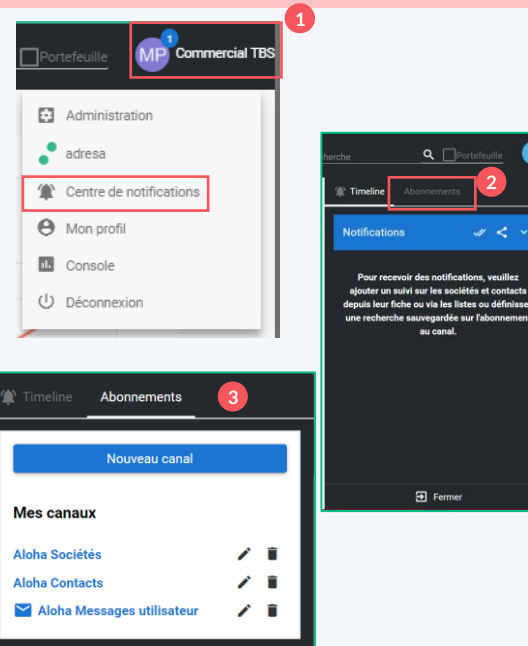 1
Portefeuille
MP
1
Commercial TBS
Administration
adresa
Centre de notifications
Mon profil
Console
Déconnexion
herche
Portefeuille
Timeline
Abonnements
2
Notifications
Pour recevoir des notifications, veuillez
ajouter un suivi sur les sociétés et contacts
depuis leur fiche ou via les listes ou définisse
une recherche sauvegardée sur l'abonnemen
au canal.
Fermer
Timeline
Abonnements
3
Nouveau canal
Mes canaux
Aloha Sociétés
Aloha Contacts
Aloha Messages utilisateur